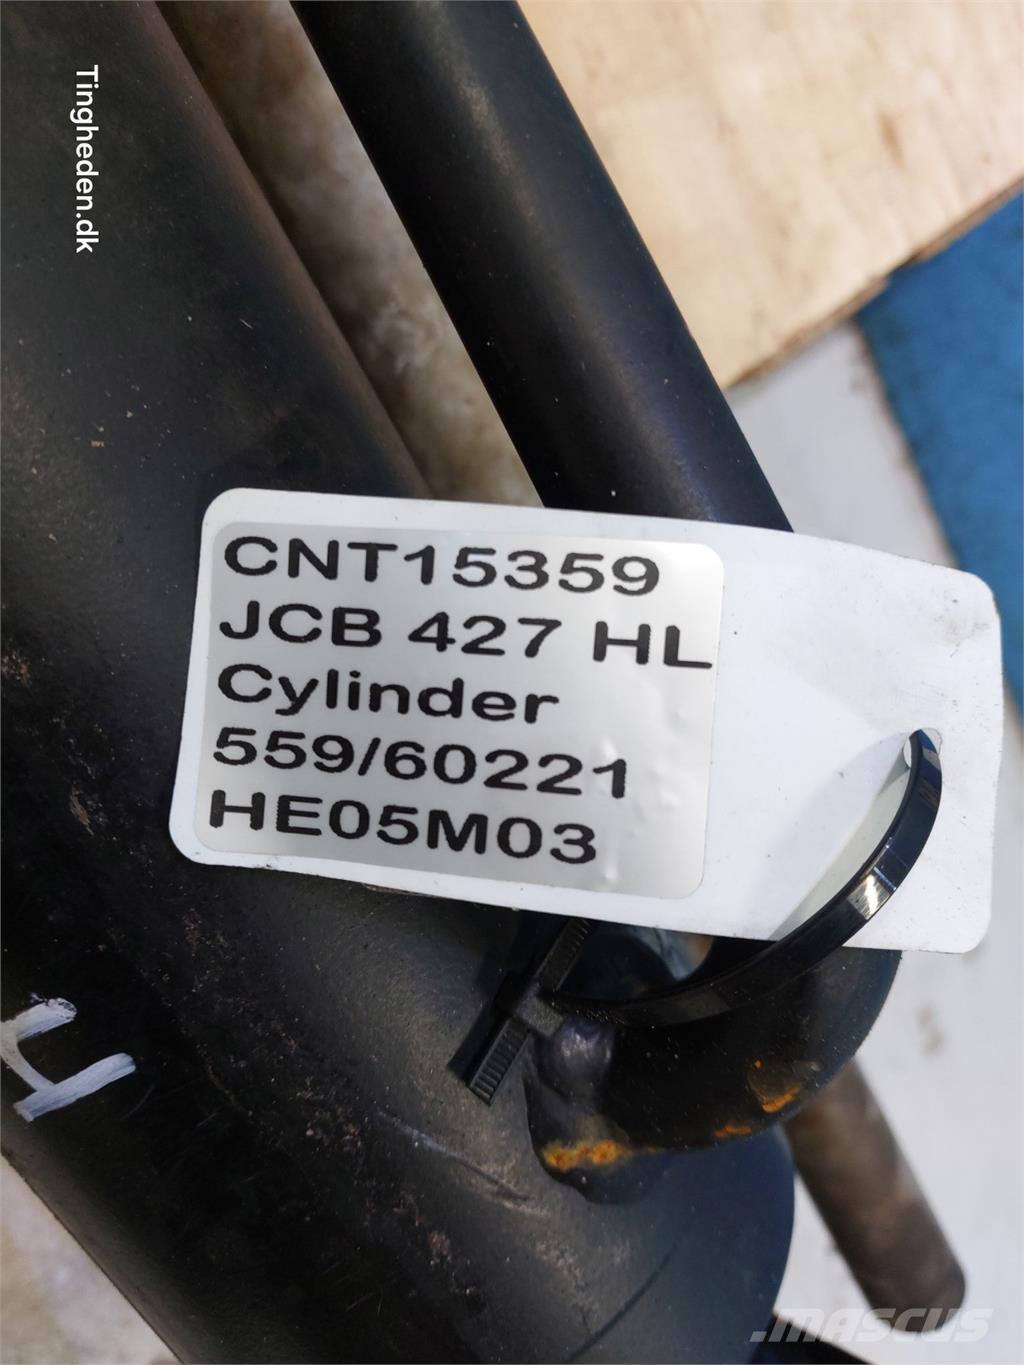 Tingheden.dk
CNT15359
JCB 427 HL
Cylinder
559/60221
HE05M03
H
.MASCUS